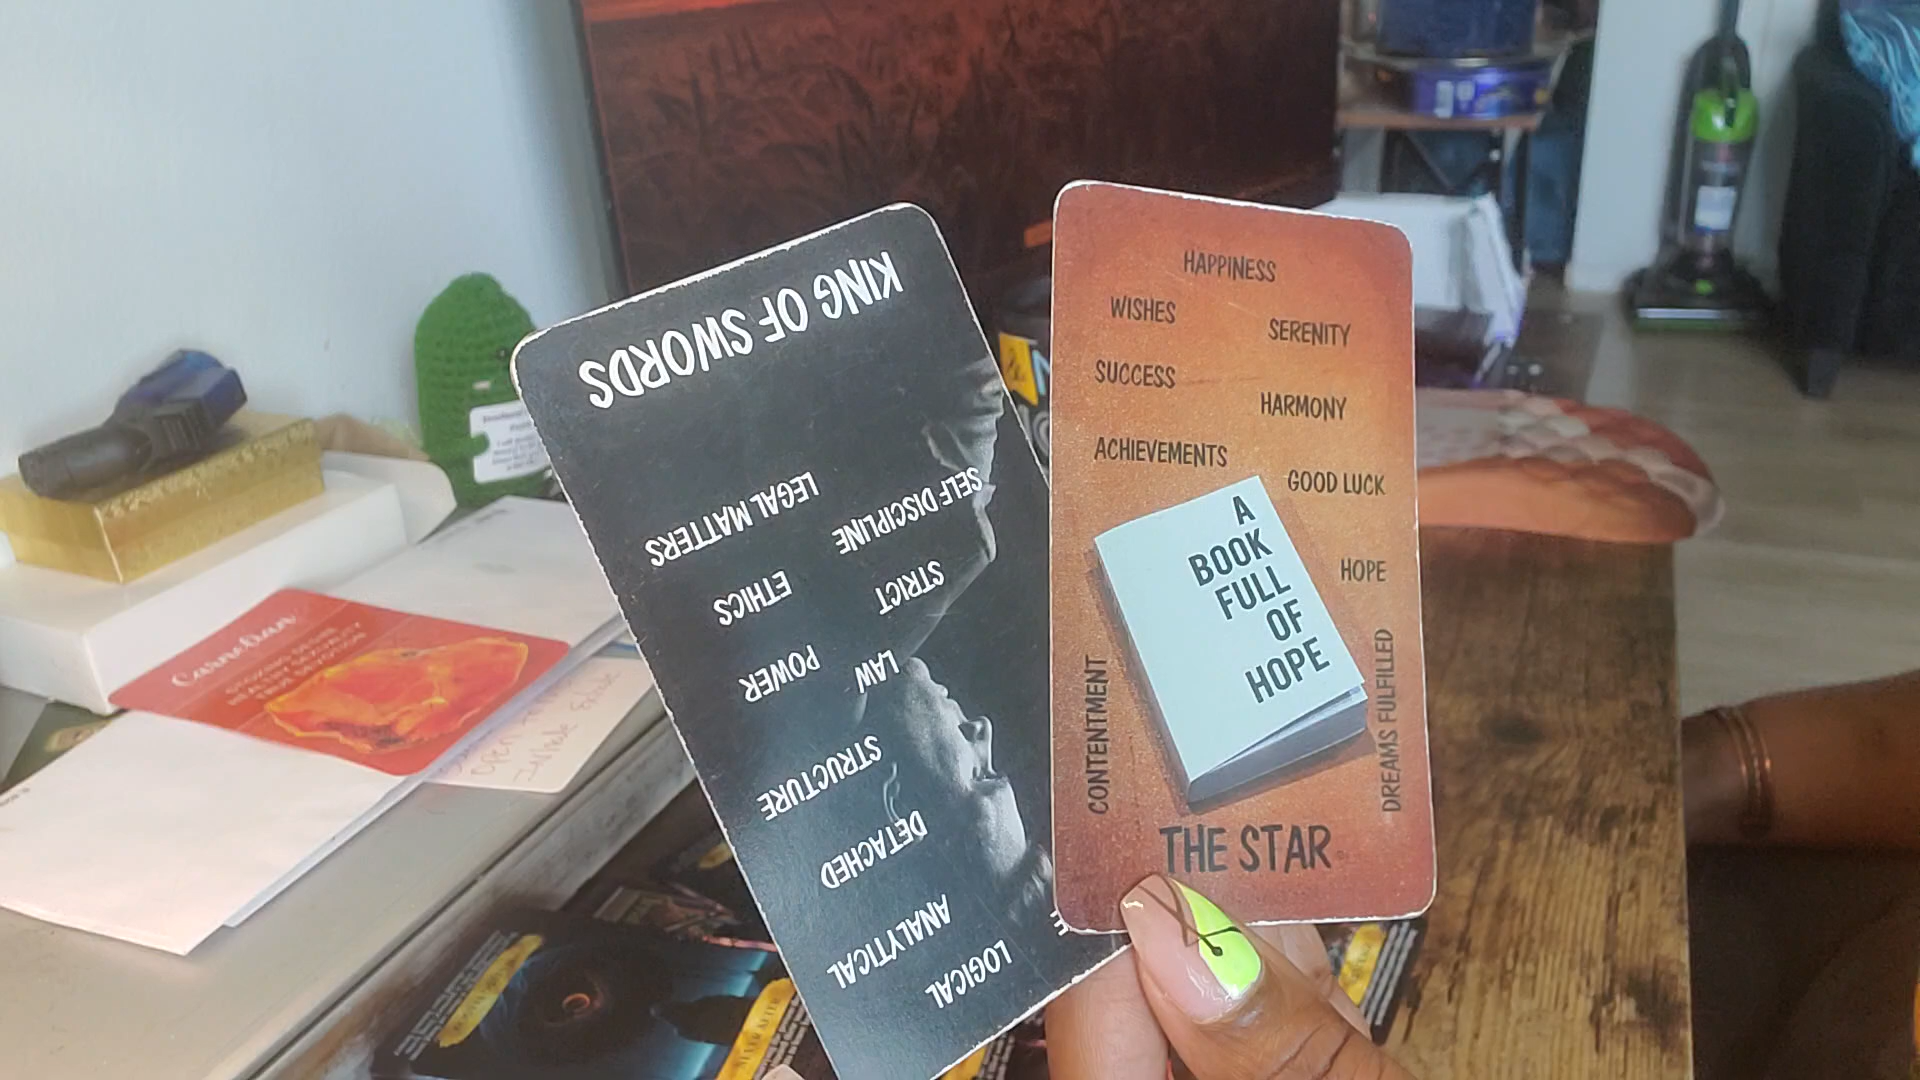 KING OF SWORDS
LEGAL MATTERS
SELF DISCIPLINE
ETHICS
STRICT
POWER
LAW
STRUCTURE
DETACHED
ANALYTICAL
LOGICAL
HAPPINESS
WISHES
SERENITY
SUCCESS
HARMONY
ACHIEVEMENTS
GOOD LUCK
A
BOOK
FULL
OF
HOPE
HOPE
CONTENTMENT
DREAMS FULFILLED
THE STAR
Carnelian